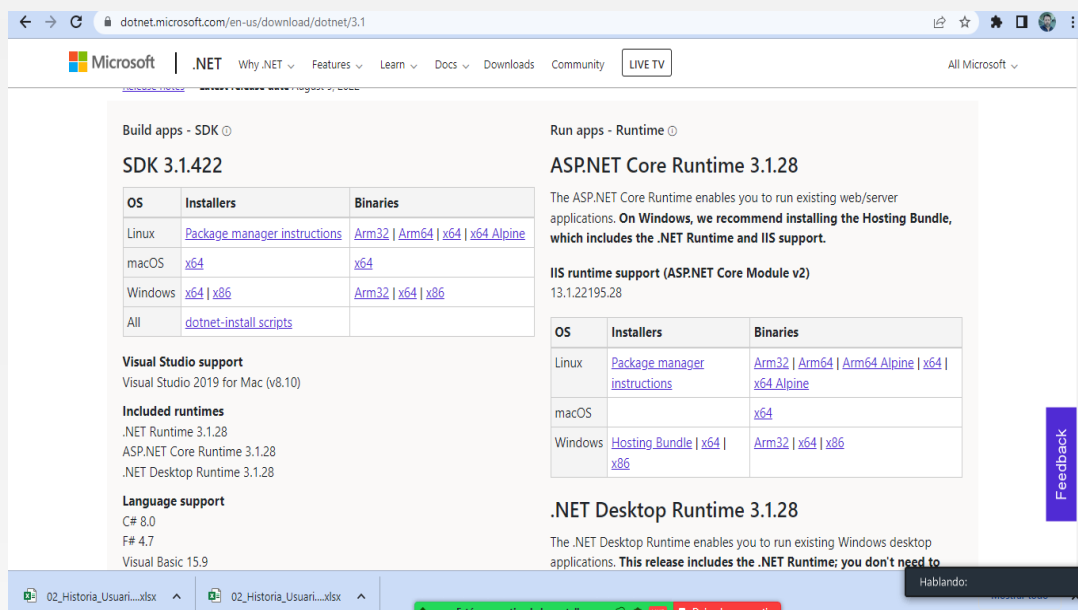 dotnet.microsoft.com/en-us/download/dotnet/3.1
Microsoft
.NET
Why .NET
Features
Learn
Docs
Downloads
Community
LIVE TV
All Microsoft
Release notes Latest release date August 9, 2022
Build apps - SDK
SDK 3.1.422
OS Installers Binaries
Linux Package manager instructions Arm32 | Arm64 | x64 | x64 Alpine
macOS x64 x64
Windows x64 | x86 Arm32 | x64 | x86
All dotnet-install scripts
Visual Studio support
Visual Studio 2019 for Mac (v8.10)
Included runtimes
.NET Runtime 3.1.28
ASP.NET Core Runtime 3.1.28
.NET Desktop Runtime 3.1.28
Language support
C# 8.0
F# 4.7
Visual Basic 15.9
Run apps - Runtime
ASP.NET Core Runtime 3.1.28
The ASP.NET Core Runtime enables you to run existing web/server
applications. On Windows, we recommend installing the Hosting Bundle,
which includes the .NET Runtime and IIS support.
IIS runtime support (ASP.NET Core Module v2)
13.1.22195.28
OS Installers Binaries
Linux Package manager instructions Arm32 | Arm64 | Arm64 Alpine | x64 | x64 Alpine
macOS x64
Windows Hosting Bundle | x64 | x86 Arm32 | x64 | x86
.NET Desktop Runtime 3.1.28
The .NET Desktop Runtime enables you to run existing Windows desktop
applications. This release includes the .NET Runtime; you don't need to
Feedback
02_Historia_Usuari....xlsx
02_Historia_Usuari....xlsx
Hablando: